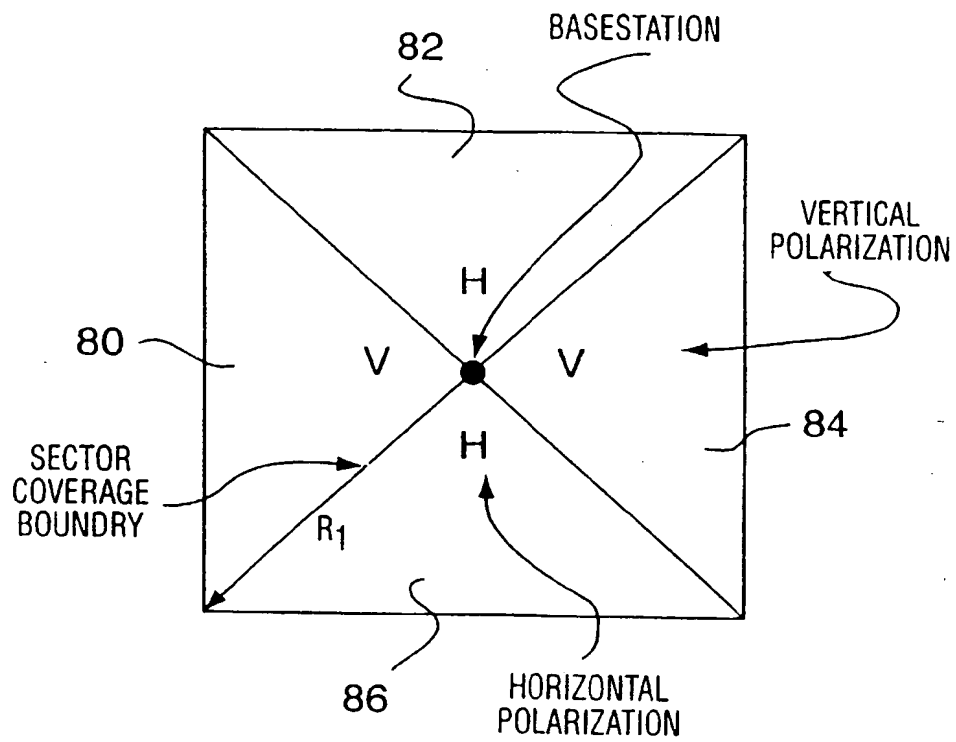 BASESTATION
82
VERTICAL
POLARIZATION
H
80
V
V
84
H
SECTOR
COVERAGE
BOUNDRY
R1
86
HORIZONTAL
POLARIZATION